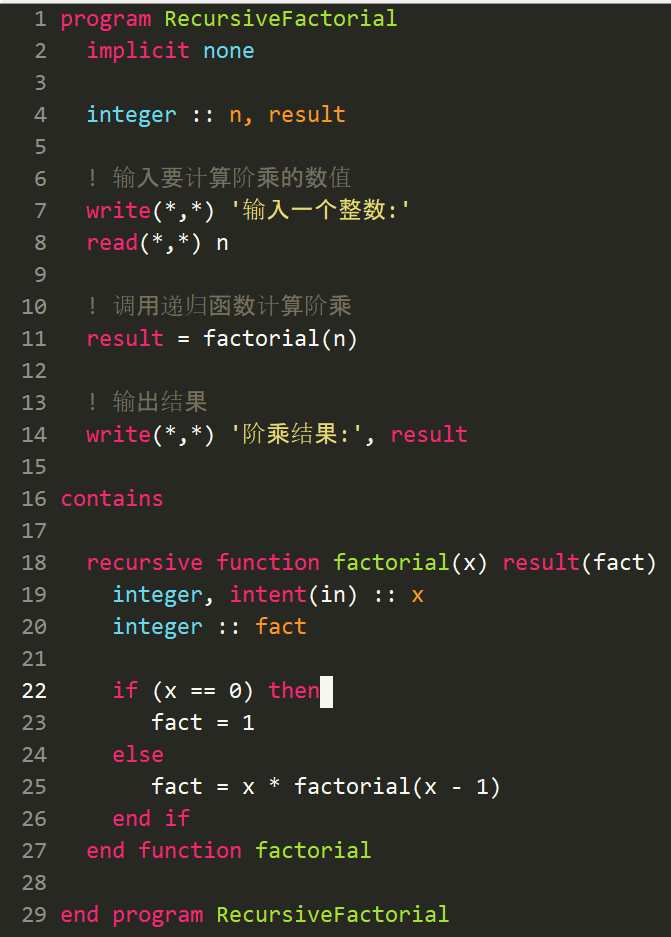 1 program RecursiveFactorial
2   implicit none
3
4   integer :: n, result
5
6   ! 输入要计算阶乘的数值
7   write(*,*) '输入一个整数:'
8   read(*,*) n
9
10   ! 调用递归函数计算阶乘
11   result = factorial(n)
12
13   ! 输出结果
14   write(*,*) '阶乘结果:', result
15
16 contains
17
18   recursive function factorial(x) result(fact)
19     integer, intent(in) :: x
20     integer :: fact
21
22     if (x == 0) then
23        fact = 1
24     else
25        fact = x * factorial(x - 1)
26     end if
27   end function factorial
28
29 end program RecursiveFactorial